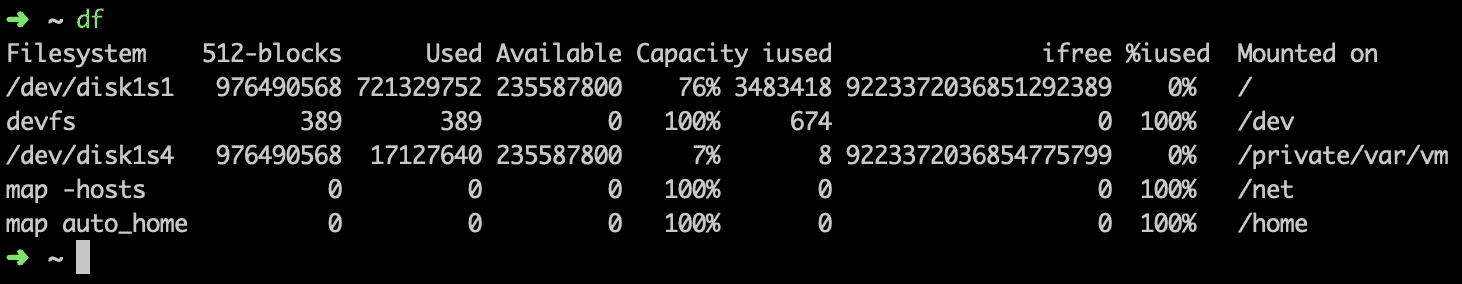 ➜ ~ df
Filesystem 512-blocks Used Available Capacity iused ifree %iused Mounted on
/dev/disk1s1 976490568 721329752 235587800 76% 3483418 9223372036851292389 0% /
devfs 389 389 0 100% 674 0 100% /dev
/dev/disk1s4 976490568 17127640 235587800 7% 8 9223372036854775799 0% /private/var/vm
map -hosts 0 0 0 100% 0 0 100% /net
map auto_home 0 0 0 100% 0 0 100% /home
➜ ~